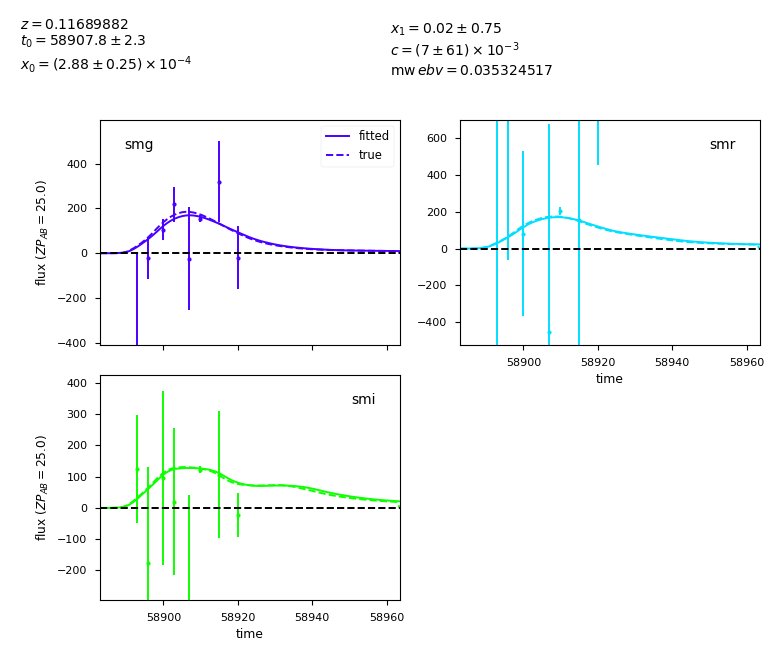 z = 0.11689882
t₀ = 58907.8 ± 2.3
x₀ = (2.88 ± 0.25) × 10⁻⁴
x₁ = 0.02 ± 0.75
c = (7 ± 61) × 10⁻³
mw ebv = 0.035324517
smg
fitted
true
400
200
0
−200
−400
flux (ZP_AB = 25.0)
smr
600
400
200
0
−200
−400
58900 58920 58940 58960
time
smi
400
300
200
100
0
−100
−200
flux (ZP_AB = 25.0)
58900 58920 58940 58960
time